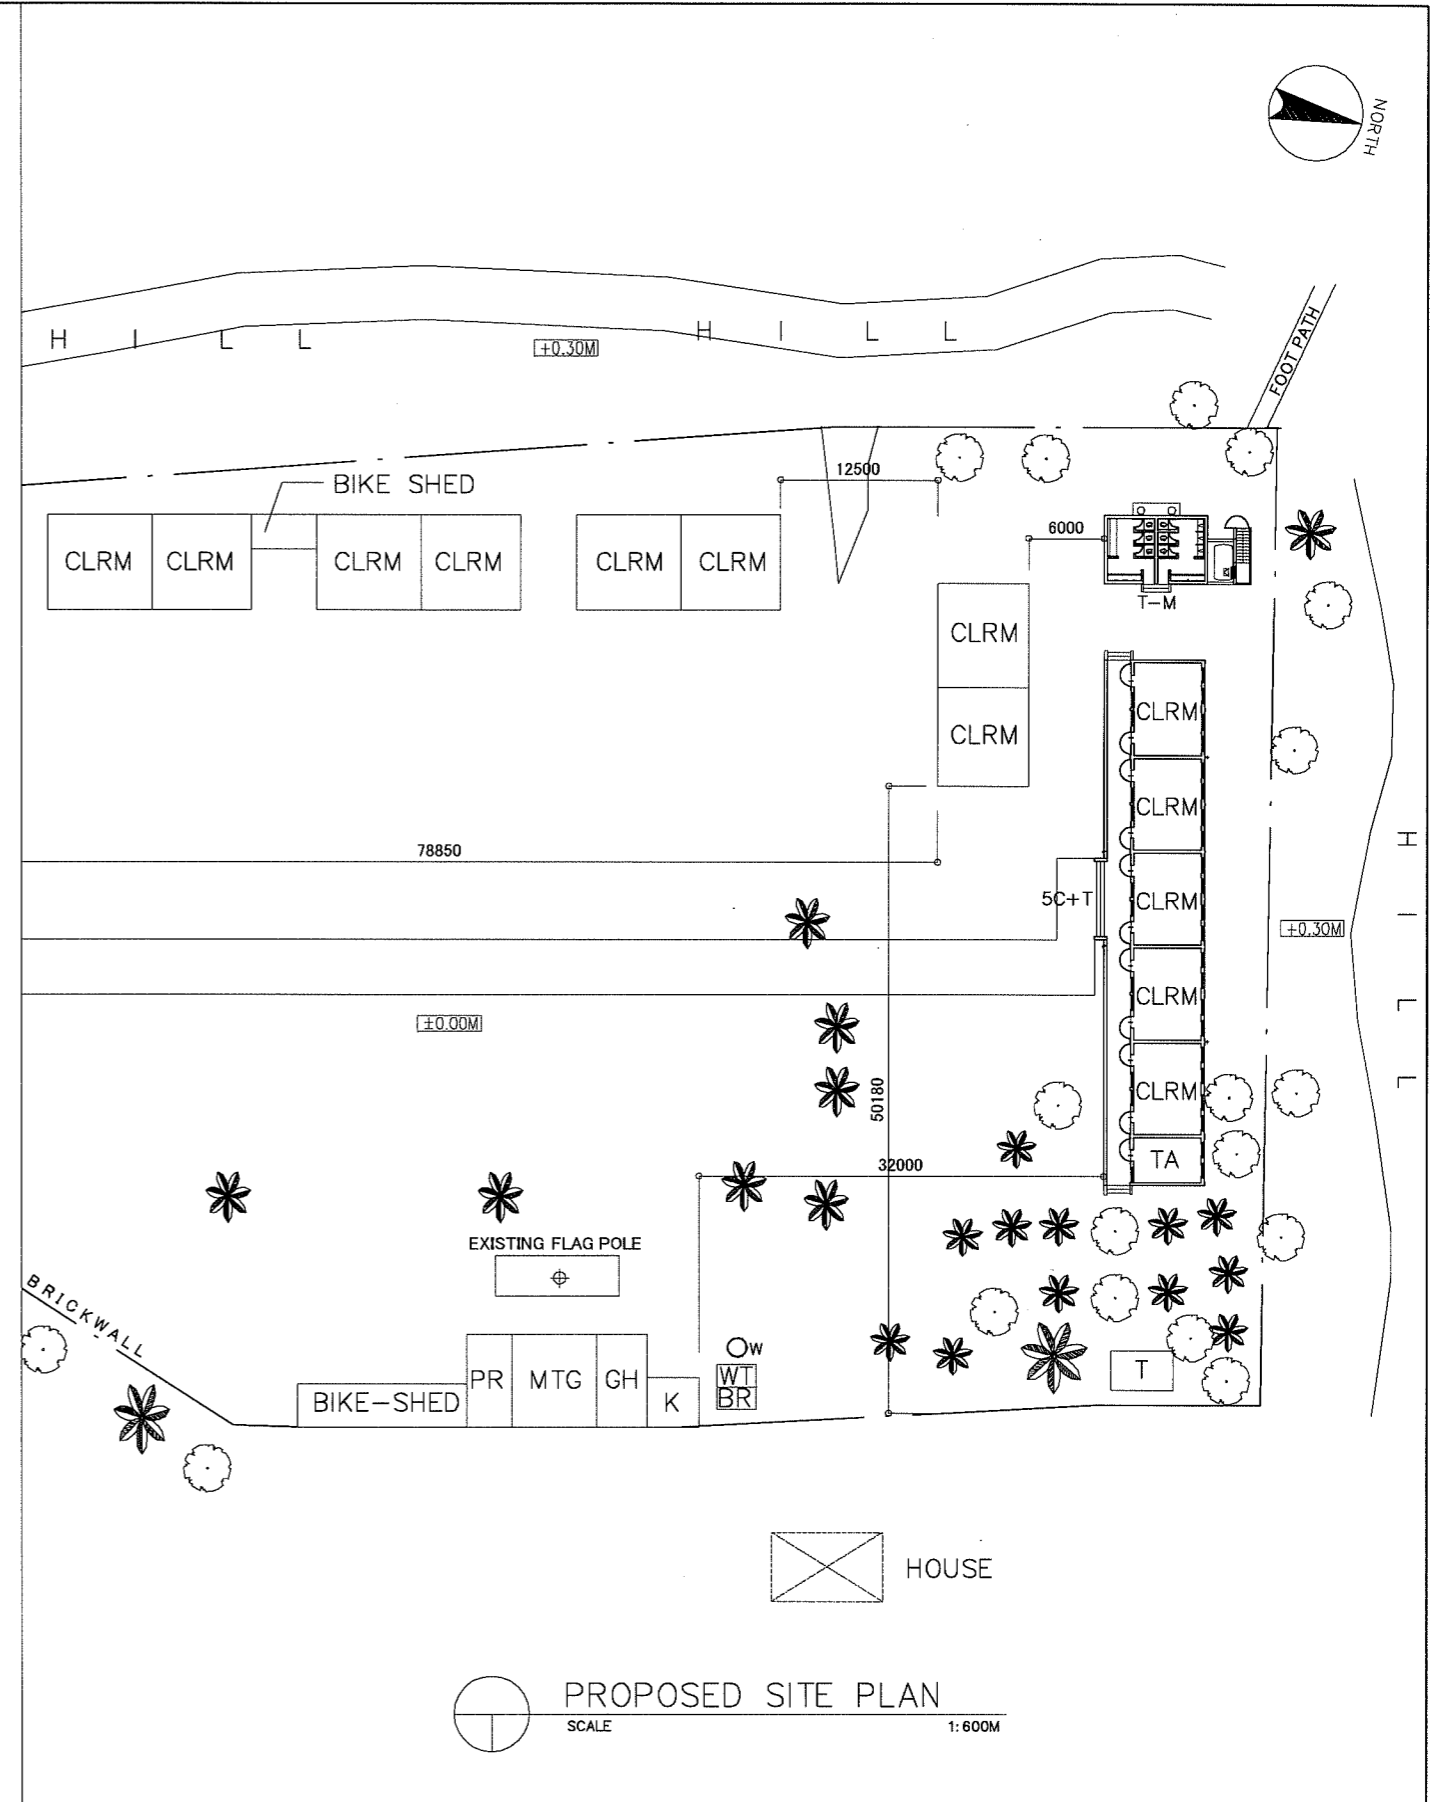 NORTH
H I L L
H I L L
+0.30M
FOOT PATH
12500
BIKE SHED
6000
CLRM
CLRM
CLRM
CLRM
CLRM
CLRM
T-M
CLRM
CLRM
CLRM
CLRM
CLRM
CLRM
CLRM
78850
5C+T
H I L L
+0.30M
±0.00M
50180
TA
32000
EXISTING FLAG POLE
BRICKWALL
W
WT
BR
T
PR
MTG
GH
K
BIKE-SHED
HOUSE
PROPOSED SITE PLAN
SCALE 1:600M